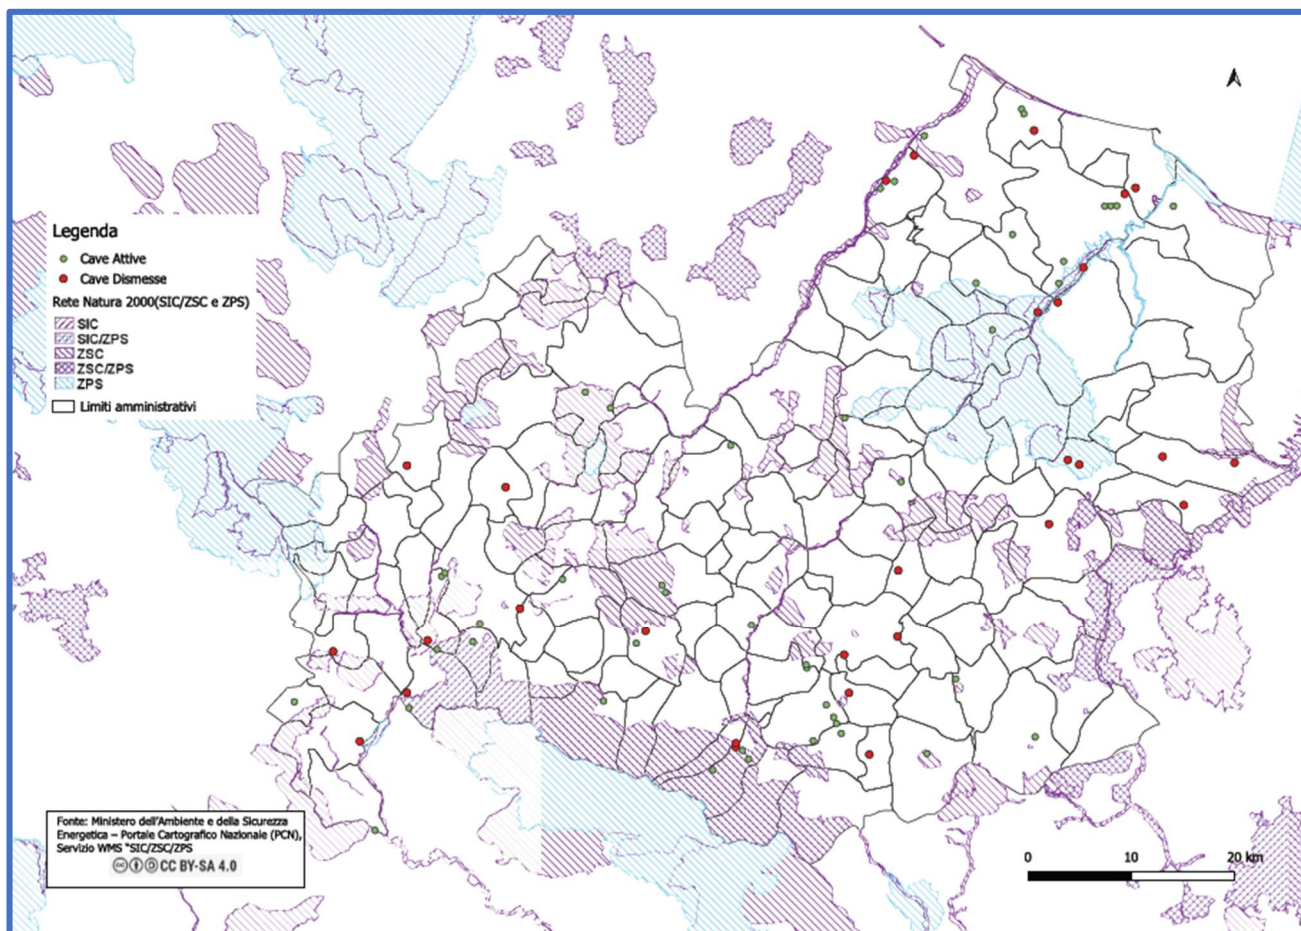 Legenda
Cave Attive
Cave Dismesse
Rete Natura 2000(SIC/ZSC e ZPS)
SIC
SIC/ZPS
ZSC
ZSC/ZPS
ZPS
Limiti amministrativi
Fonte: Ministero dell'Ambiente e della Sicurezza
Energetica – Portale Cartografico Nazionale (PCN),
Servizio WMS "SIC/ZSC/ZPS
CC BY-SA 4.0
0 10 20 km